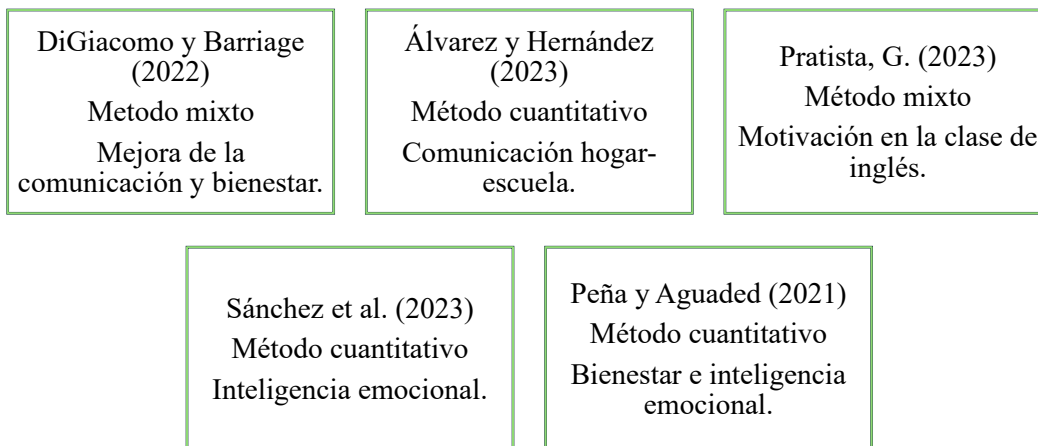 DiGiacomo y Barriage
(2022)
Metodo mixto
Mejora de la
comunicación y bienestar.
Álvarez y Hernández
(2023)
Método cuantitativo
Comunicación hogar-
escuela.
Pratista, G. (2023)
Método mixto
Motivación en la clase de
inglés.
Sánchez et al. (2023)
Método cuantitativo
Inteligencia emocional.
Peña y Aguaded (2021)
Método cuantitativo
Bienestar e inteligencia
emocional.